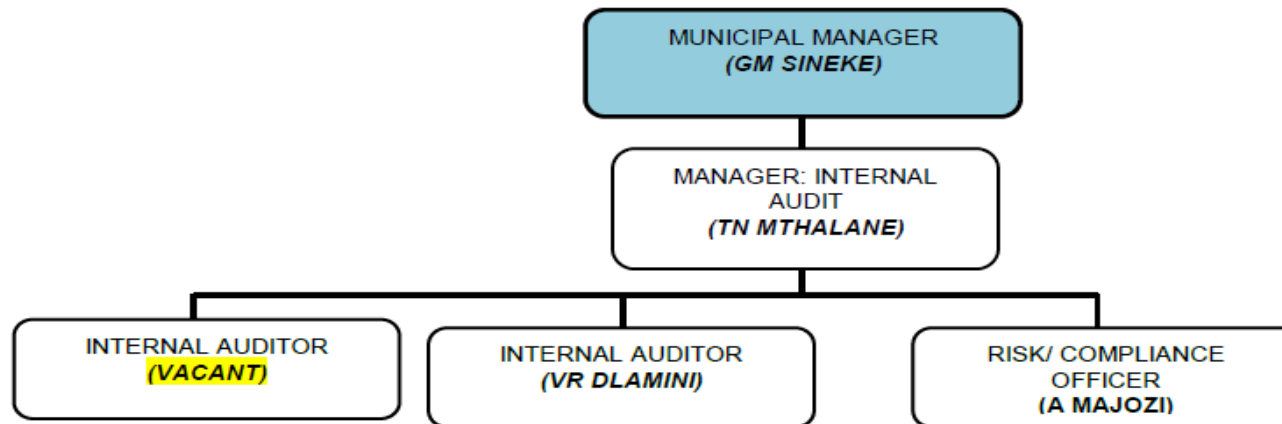 MUNICIPAL MANAGER
(GM SINEKE)
MANAGER: INTERNAL
AUDIT
(TN MTHALANE)
INTERNAL AUDITOR
(VACANT)
INTERNAL AUDITOR
(VR DLAMINI)
RISK/ COMPLIANCE
OFFICER
(A MAJOZI)